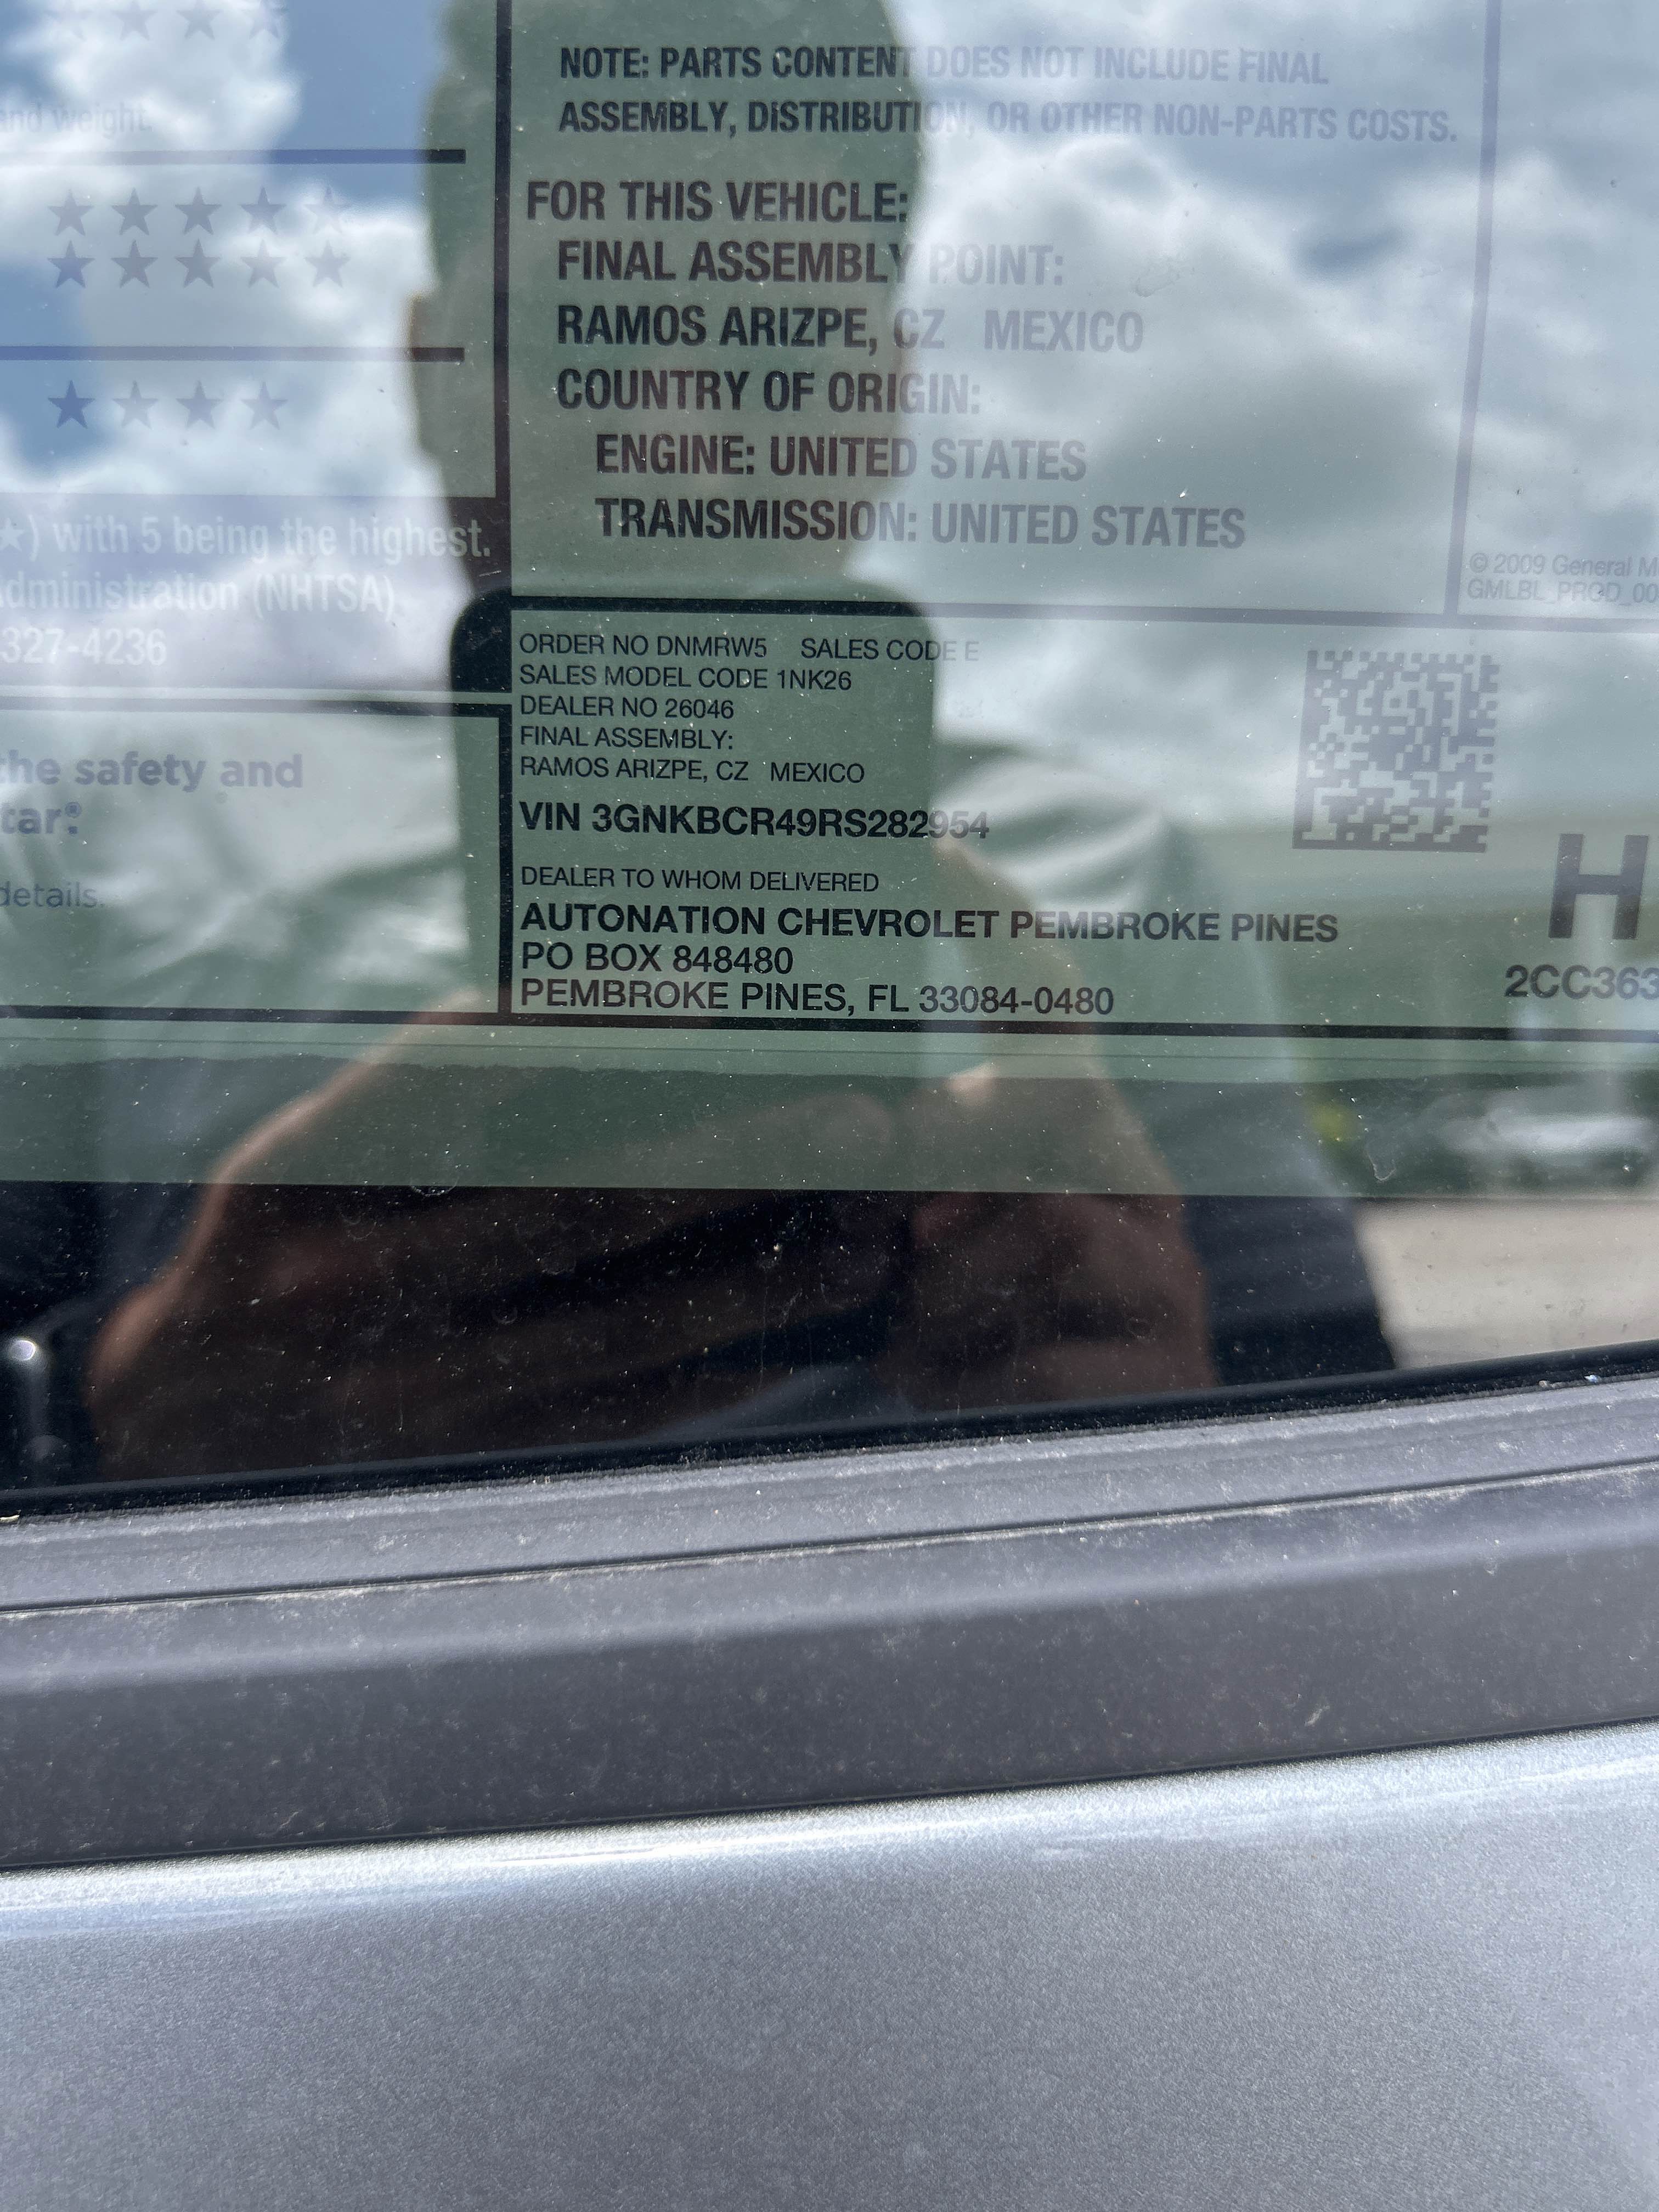 and weight.
★★★★★
★★★★★
★★★★
★) with 5 being the highest.
Administration (NHTSA)
327-4236
the safety and
tar®.
details.
NOTE: PARTS CONTENT DOES NOT INCLUDE FINAL
ASSEMBLY, DISTRIBUTION, OR OTHER NON-PARTS COSTS.
FOR THIS VEHICLE:
FINAL ASSEMBLY POINT:
RAMOS ARIZPE, CZ MEXICO
COUNTRY OF ORIGIN:
ENGINE: UNITED STATES
TRANSMISSION: UNITED STATES
© 2009 General M
GMLBL_PROD_00
ORDER NO DNMRW5 SALES CODE E
SALES MODEL CODE 1NK26
DEALER NO 26046
FINAL ASSEMBLY:
RAMOS ARIZPE, CZ MEXICO
VIN 3GNKBCR49RS282954
DEALER TO WHOM DELIVERED
AUTONATION CHEVROLET PEMBROKE PINES
PO BOX 848480
PEMBROKE PINES, FL 33084-0480
H
2CC363